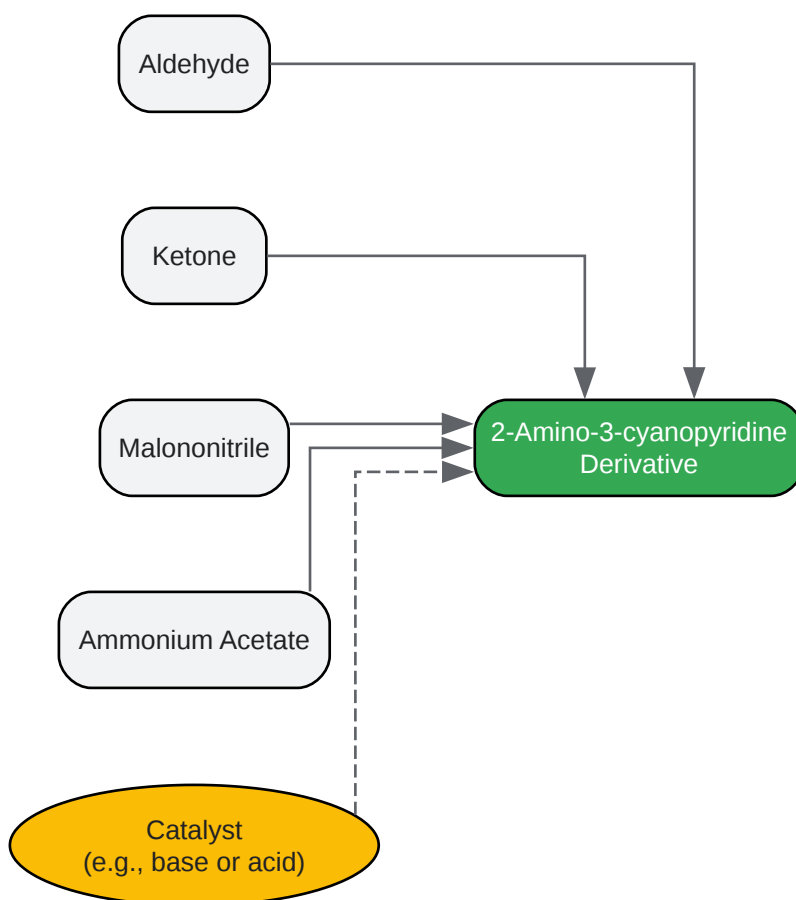 Aldehyde
Ketone
Malononitrile
2-Amino-3-cyanopyridine
Derivative
Ammonium Acetate
Catalyst
(e.g., base or acid)